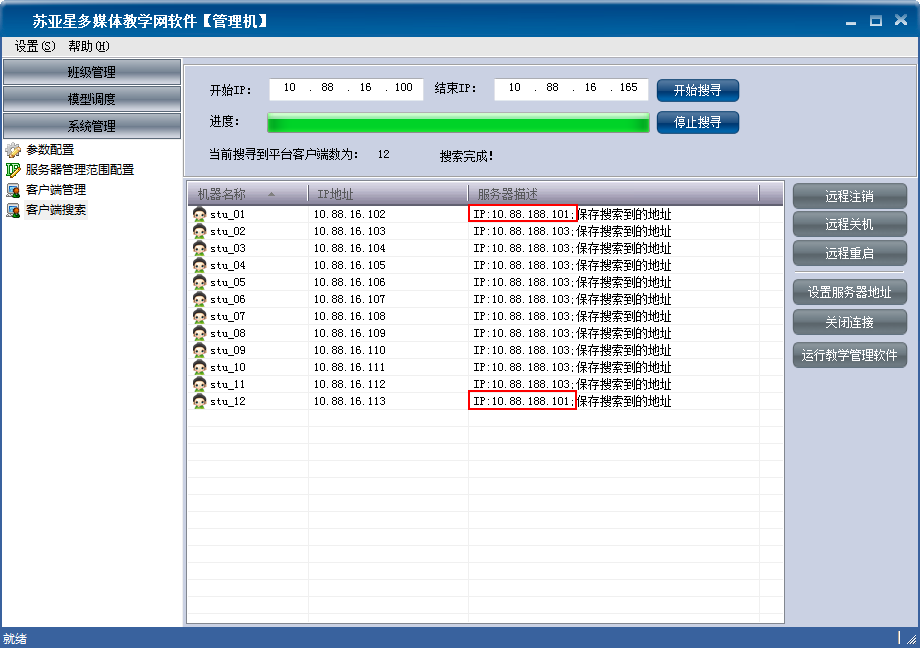 苏亚星多媒体教学网软件【管理机】
设置(S) 帮助(H)
班级管理
模型调度
系统管理
参数配置
服务器管理范围配置
客户端管理
客户端搜索
开始IP: 10 . 88 . 16 . 100 结束IP: 10 . 88 . 16 . 165 开始搜寻
进度: 停止搜寻
当前搜寻到平台客户端数为: 12 搜索完成!
机器名称 IP地址 服务器描述
stu_01 10.88.16.102 IP:10.88.188.101;保存搜索到的地址
stu_02 10.88.16.103 IP:10.88.188.103;保存搜索到的地址
stu_03 10.88.16.104 IP:10.88.188.103;保存搜索到的地址
stu_04 10.88.16.105 IP:10.88.188.103;保存搜索到的地址
stu_05 10.88.16.106 IP:10.88.188.103;保存搜索到的地址
stu_06 10.88.16.107 IP:10.88.188.103;保存搜索到的地址
stu_07 10.88.16.108 IP:10.88.188.103;保存搜索到的地址
stu_08 10.88.16.109 IP:10.88.188.103;保存搜索到的地址
stu_09 10.88.16.110 IP:10.88.188.103;保存搜索到的地址
stu_10 10.88.16.111 IP:10.88.188.103;保存搜索到的地址
stu_11 10.88.16.112 IP:10.88.188.103;保存搜索到的地址
stu_12 10.88.16.113 IP:10.88.188.101;保存搜索到的地址
远程注销
远程关机
远程重启
设置服务器地址
关闭连接
运行教学管理软件
就绪